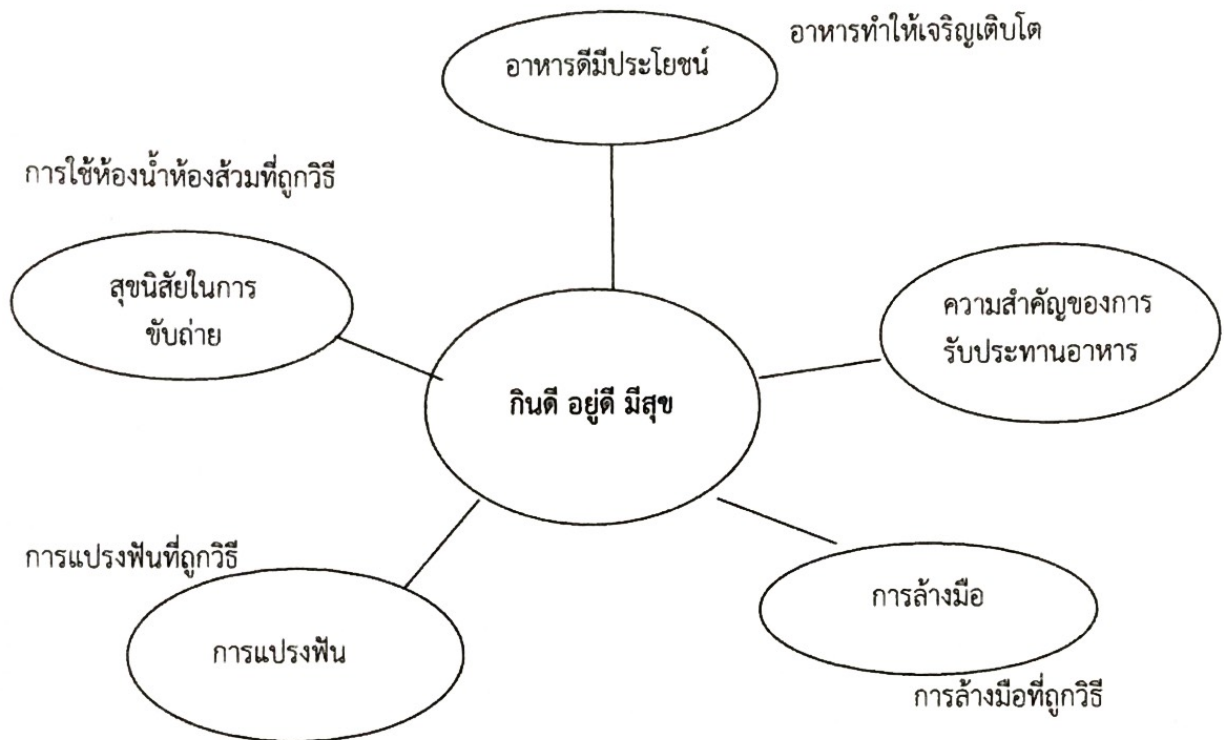 อาหารทำให้เจริญเติบโต
อาหารดีมีประโยชน์
การใช้ห้องน้ำห้องส้วมที่ถูกวิธี
สุขนิสัยในการ
ขับถ่าย
ความสำคัญของการ
รับประทานอาหาร
กินดี อยู่ดี มีสุข
การแปรงฟันที่ถูกวิธี
การแปรงฟัน
การล้างมือ
การล้างมือที่ถูกวิธี